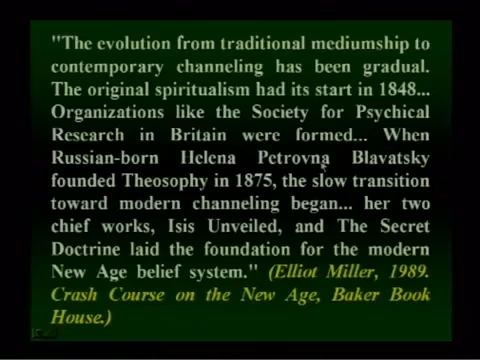 "The evolution from traditional mediumship to
contemporary channeling has been gradual.
The original spiritualism had its start in 1848...
Organizations like the Society for Psychical
Research in Britain were formed... When
Russian-born Helena Petrovna Blavatsky
founded Theosophy in 1875, the slow transition
toward modern channeling began... her two
chief works, Isis Unveiled, and The Secret
Doctrine laid the foundation for the modern
New Age belief system." (Elliot Miller, 1989.
Crash Course on the New Age, Baker Book
House.)